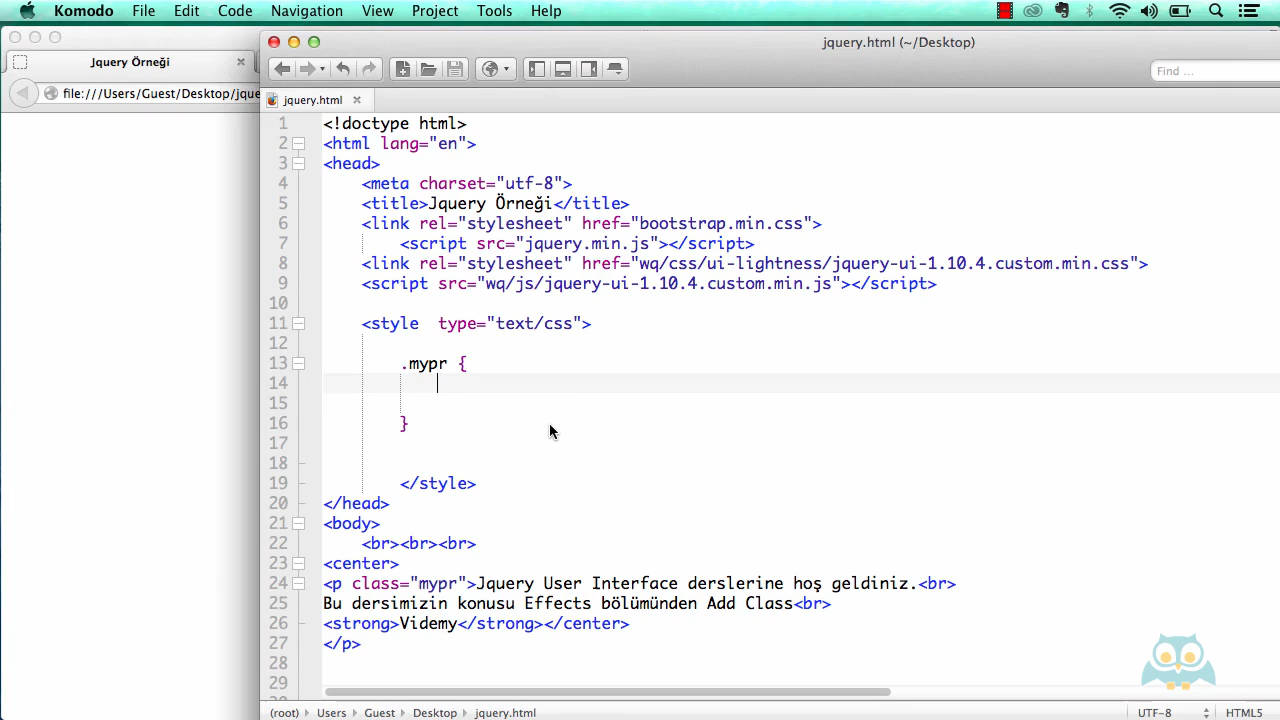 Komodo File Edit Code Navigation View Project Tools Help
jquery.html (~/Desktop)
Jquery Örneği
file:///Users/Guest/Desktop/jque
Find ...
jquery.html
1 <!doctype html>
2 <html lang="en">
3 <head>
4 <meta charset="utf-8">
5 <title>Jquery Örneği</title>
6 <link rel="stylesheet" href="bootstrap.min.css">
7 <script src="jquery.min.js"></script>
8 <link rel="stylesheet" href="wq/css/ui-lightness/jquery-ui-1.10.4.custom.min.css">
9 <script src="wq/js/jquery-ui-1.10.4.custom.min.js"></script>
10
11 <style  type="text/css">
12
13 .mypr {
14
15
16 }
17
18
19 </style>
20 </head>
21 <body>
22 <br><br><br>
23 <center>
24 <p class="mypr">Jquery User Interface derslerine hoş geldiniz.<br>
25 Bu dersimizin konusu Effects bölümünden Add Class<br>
26 <strong>Videmy</strong></center>
27 </p>
28
29
(root) Users Guest Desktop jquery.html UTF-8 HTML5